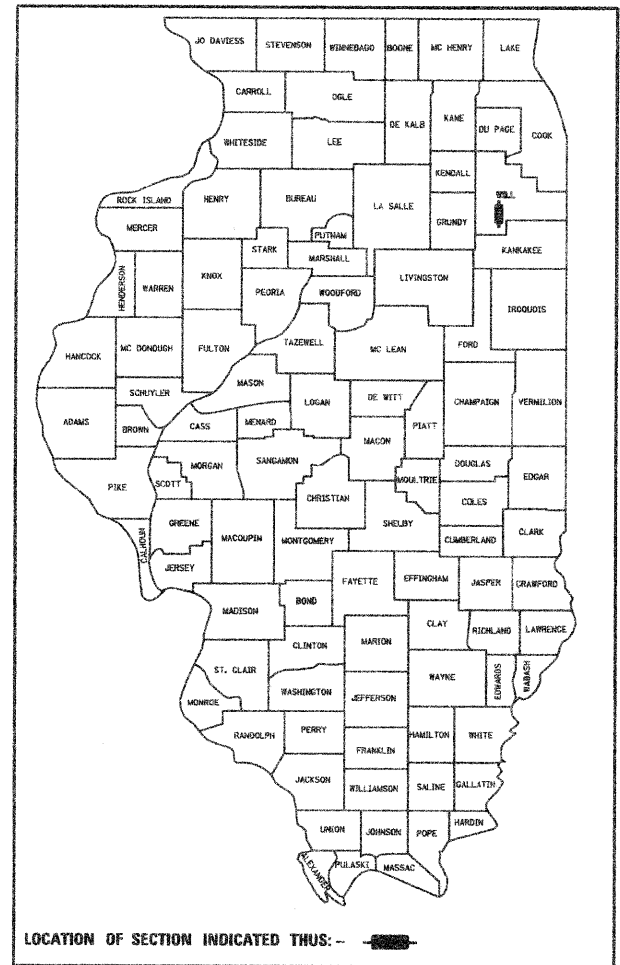 JO DAVIESS STEVENSON WINNEBAGO BOONE MC HENRY LAKE
CARROLL OGLE DE KALB KANE DU PAGE COOK
WHITESIDE LEE KENDALL WILL
ROCK ISLAND HENRY BUREAU LA SALLE GRUNDY
MERCER PUTNAM KANKAKEE
STARK MARSHALL LIVINGSTON
HENDERSON WARREN KNOX PEORIA WOODFORD IROQUOIS
HANCOCK MC DONOUGH FULTON TAZEWELL MC LEAN FORD
SCHUYLER MASON LOGAN DE WITT CHAMPAIGN VERMILION
ADAMS BROWN CASS MENARD MACON PIATT
PIKE SCOTT MORGAN SANGAMON CHRISTIAN MOULTRIE DOUGLAS EDGAR
COLES
CALHOUN GREENE MACOUPIN MONTGOMERY SHELBY CUMBERLAND CLARK
JERSEY FAYETTE EFFINGHAM JASPER CRAWFORD
MADISON BOND CLAY RICHLAND LAWRENCE
CLINTON MARION
ST. CLAIR WAYNE EDWARDS WABASH
MONROE WASHINGTON JEFFERSON
RANDOLPH PERRY FRANKLIN HAMILTON WHITE
JACKSON WILLIAMSON SALINE GALLATIN
UNION JOHNSON POPE HARDIN
ALEXANDER PULASKI MASSAC
LOCATION OF SECTION INDICATED THUS: -